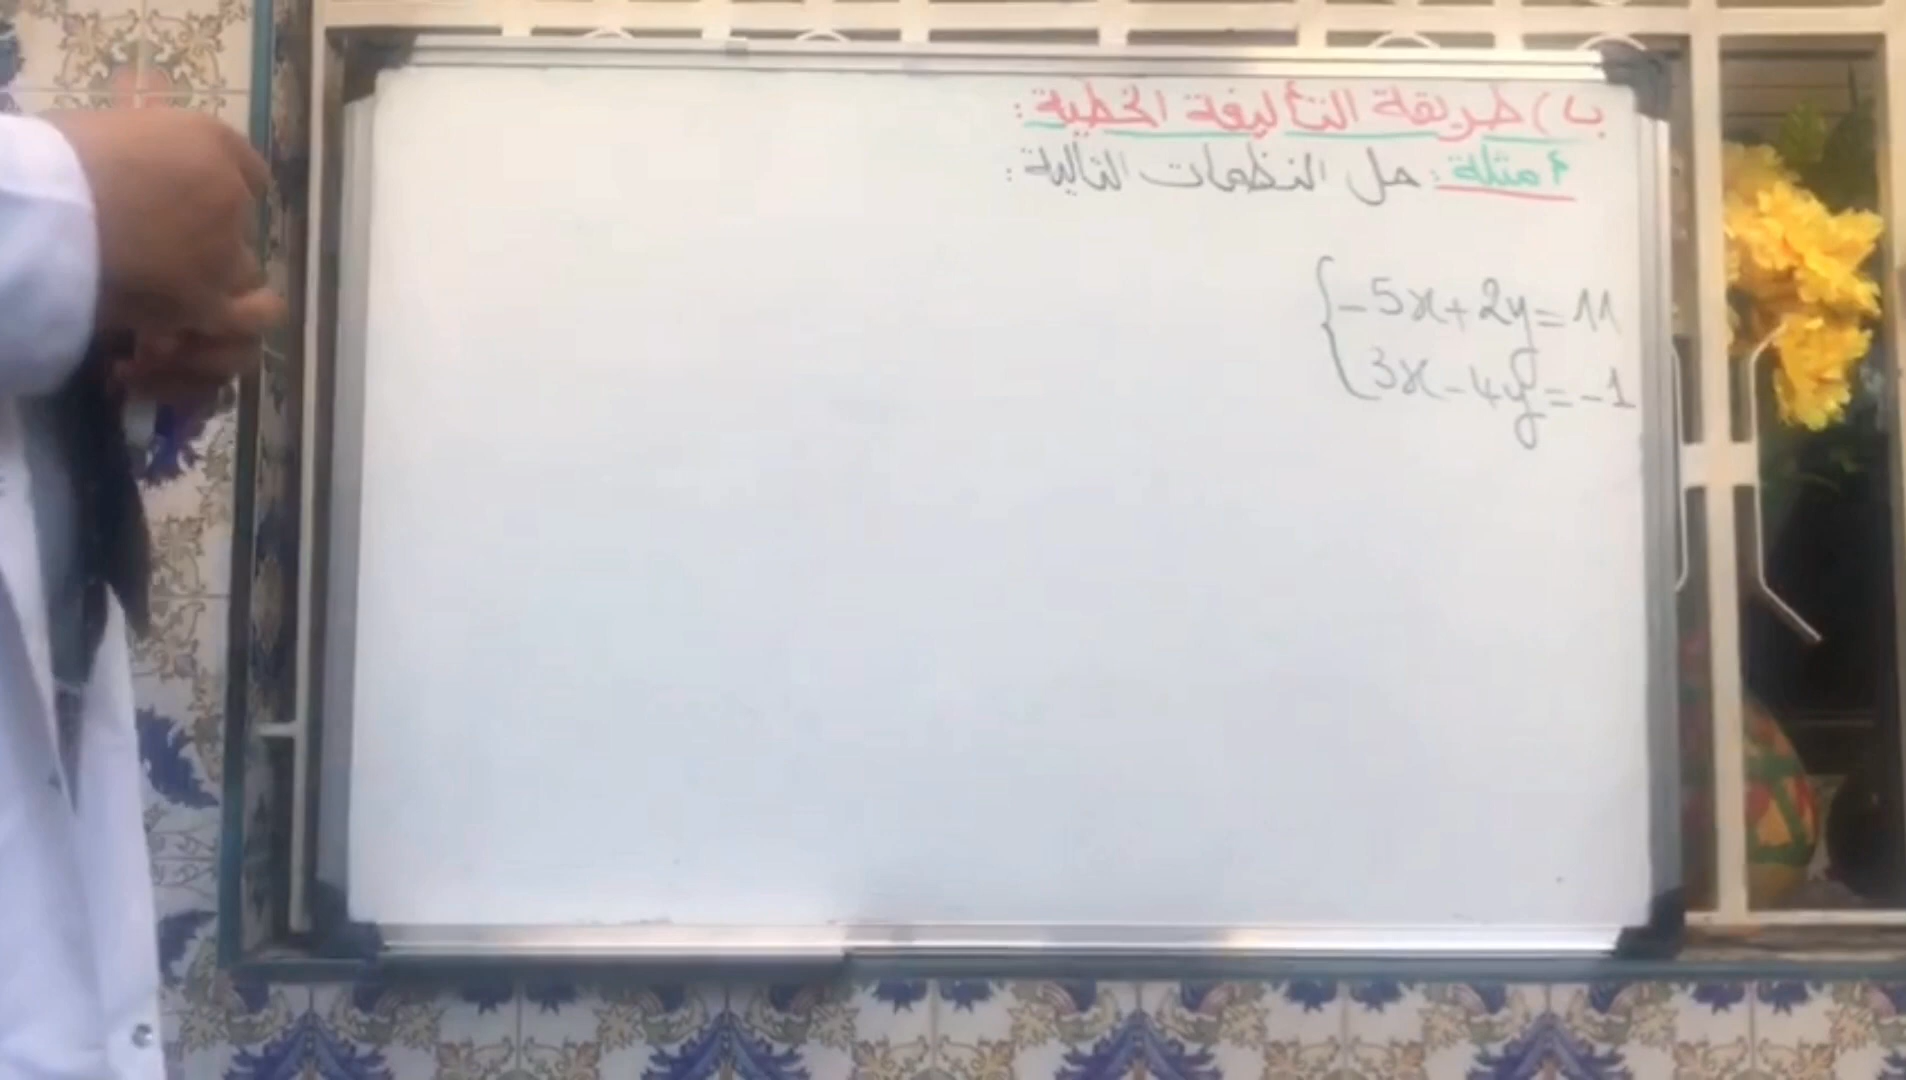 ب) طريقة التأليفة الخطية:
أمثلة: حل النظمات التالية:
-5x+2y=11
3x-4y=-1